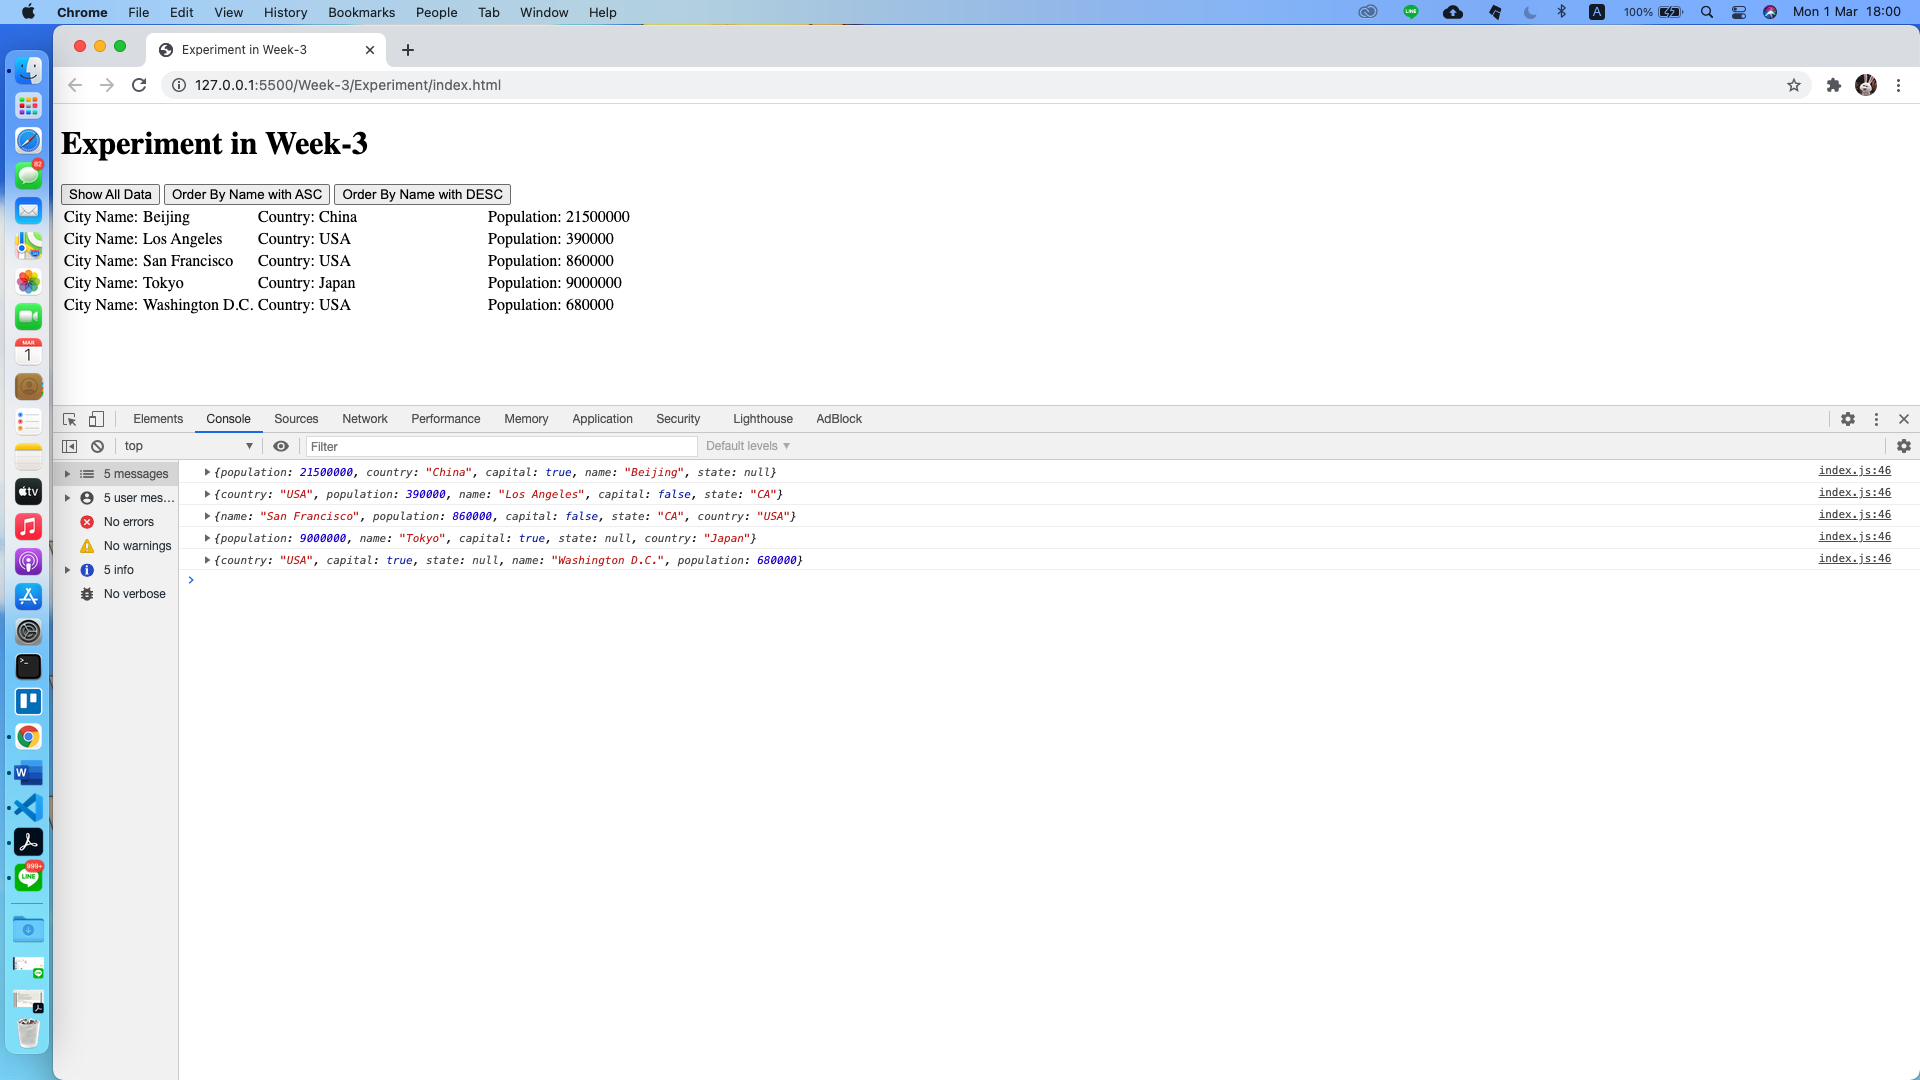 Chrome File Edit View History Bookmarks People Tab Window Help
LINE A 100% Mon 1 Mar 18:00
Experiment in Week-3
127.0.0.1:5500/Week-3/Experiment/index.html
Experiment in Week-3
Show All Data Order By Name with ASC Order By Name with DESC
City Name: Beijing Country: China Population: 21500000
City Name: Los Angeles Country: USA Population: 390000
City Name: San Francisco Country: USA Population: 860000
City Name: Tokyo Country: Japan Population: 9000000
City Name: Washington D.C. Country: USA Population: 680000
Elements Console Sources Network Performance Memory Application Security Lighthouse AdBlock
top Filter Default levels
5 messages
5 user mes...
No errors
No warnings
5 info
No verbose
{population: 21500000, country: "China", capital: true, name: "Beijing", state: null} index.js:46
{country: "USA", population: 390000, name: "Los Angeles", capital: false, state: "CA"} index.js:46
{name: "San Francisco", population: 860000, capital: false, state: "CA", country: "USA"} index.js:46
{population: 9000000, name: "Tokyo", capital: true, state: null, country: "Japan"} index.js:46
{country: "USA", capital: true, state: null, name: "Washington D.C.", population: 680000} index.js:46
>
82
MAR
1
tv
W
999+
LINE